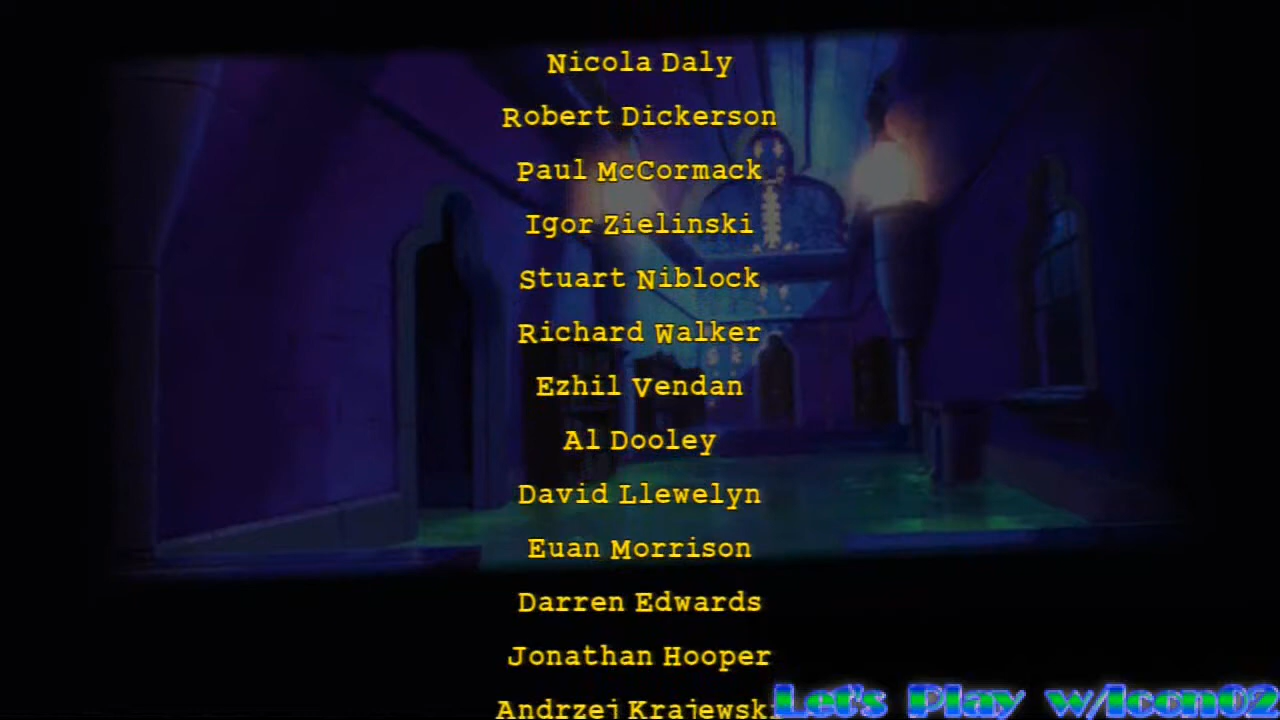 Nicola Daly
Robert Dickerson
Paul McCormack
Igor Zielinski
Stuart Niblock
Richard Walker
Ezhil Vendan
Al Dooley
David Llewelyn
Euan Morrison
Darren Edwards
Jonathan Hooper
Andrzej Krajewski
Let's Play w/Icon02